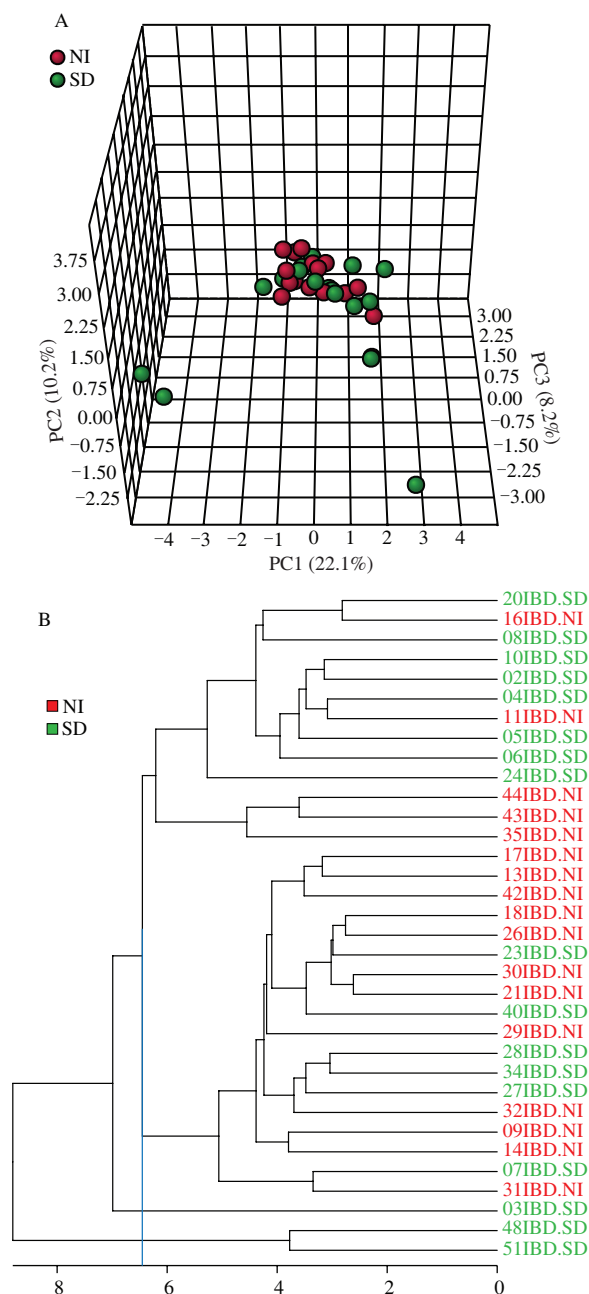 A
NI
SD
3.75
3.00
2.25
1.50
0.75
0.00
−0.75
−1.50
−2.25
PC2 (10.2%)
3.00
2.25
1.50
0.75
0.00
−0.75
−1.50
−2.25
−3.00
PC3 (8.2%)
−4 −3 −2 −1 0 1 2 3 4
PC1 (22.1%)
B
NI
SD
20IBD.SD
16IBD.NI
08IBD.SD
10IBD.SD
02IBD.SD
04IBD.SD
11IBD.NI
05IBD.SD
06IBD.SD
24IBD.SD
44IBD.NI
43IBD.NI
35IBD.NI
17IBD.NI
13IBD.NI
42IBD.NI
18IBD.NI
26IBD.NI
23IBD.SD
30IBD.NI
21IBD.NI
40IBD.SD
29IBD.NI
28IBD.SD
34IBD.SD
27IBD.SD
32IBD.NI
09IBD.NI
14IBD.NI
07IBD.SD
31IBD.NI
03IBD.SD
48IBD.SD
51IBD.SD
8 6 4 2 0